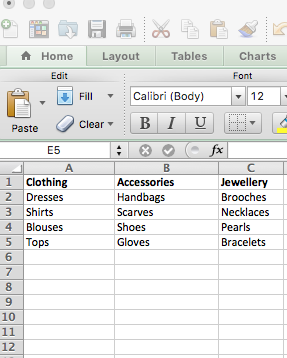 Home Layout Tables Charts
Edit Font
Fill Calibri (Body) 12
Paste Clear B I U
E5 fx
A B C
1 Clothing Accessories Jewellery
2 Dresses Handbags Brooches
3 Shirts Scarves Necklaces
4 Blouses Shoes Pearls
5 Tops Gloves Bracelets
6
7
8
9
10
11
12